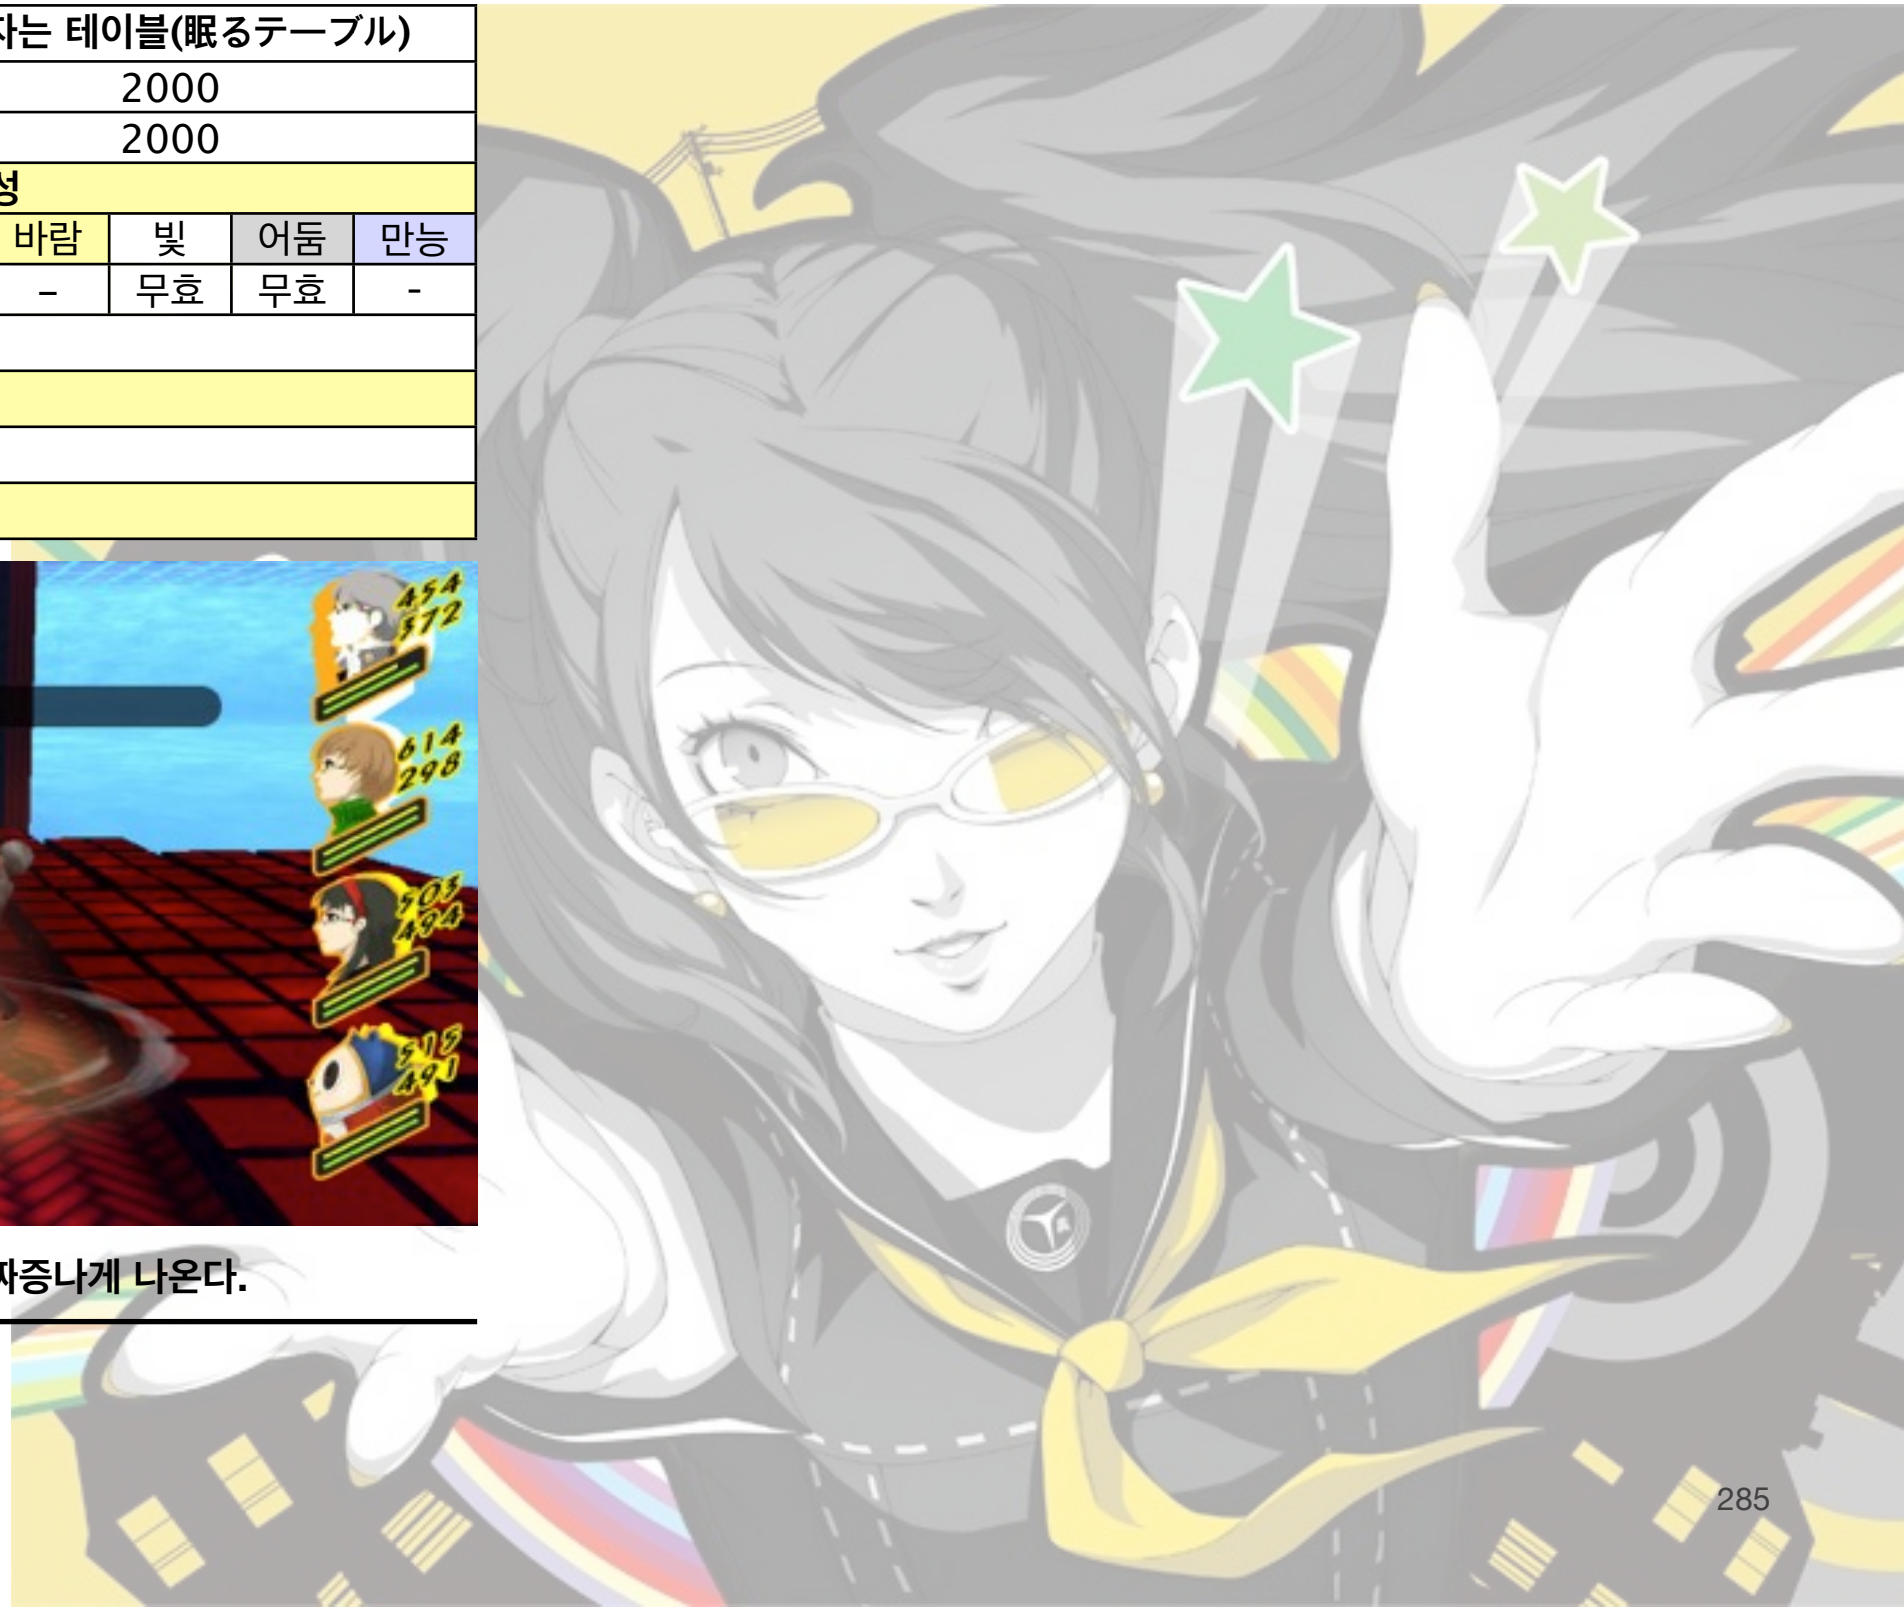 자는 테이블(眠るテーブル)
2000
2000
성
바람 빛 어둠 만능
– 무효 무효 -
454
372
614
298
503
494
515
491
짜증나게 나온다.
285